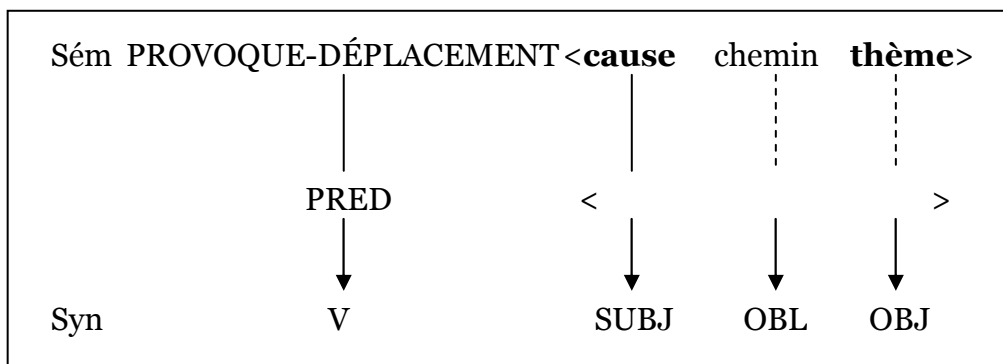 Sém PROVOQUE-DÉPLACEMENT <cause chemin thème>
PRED < >
Syn V SUBJ OBL OBJ